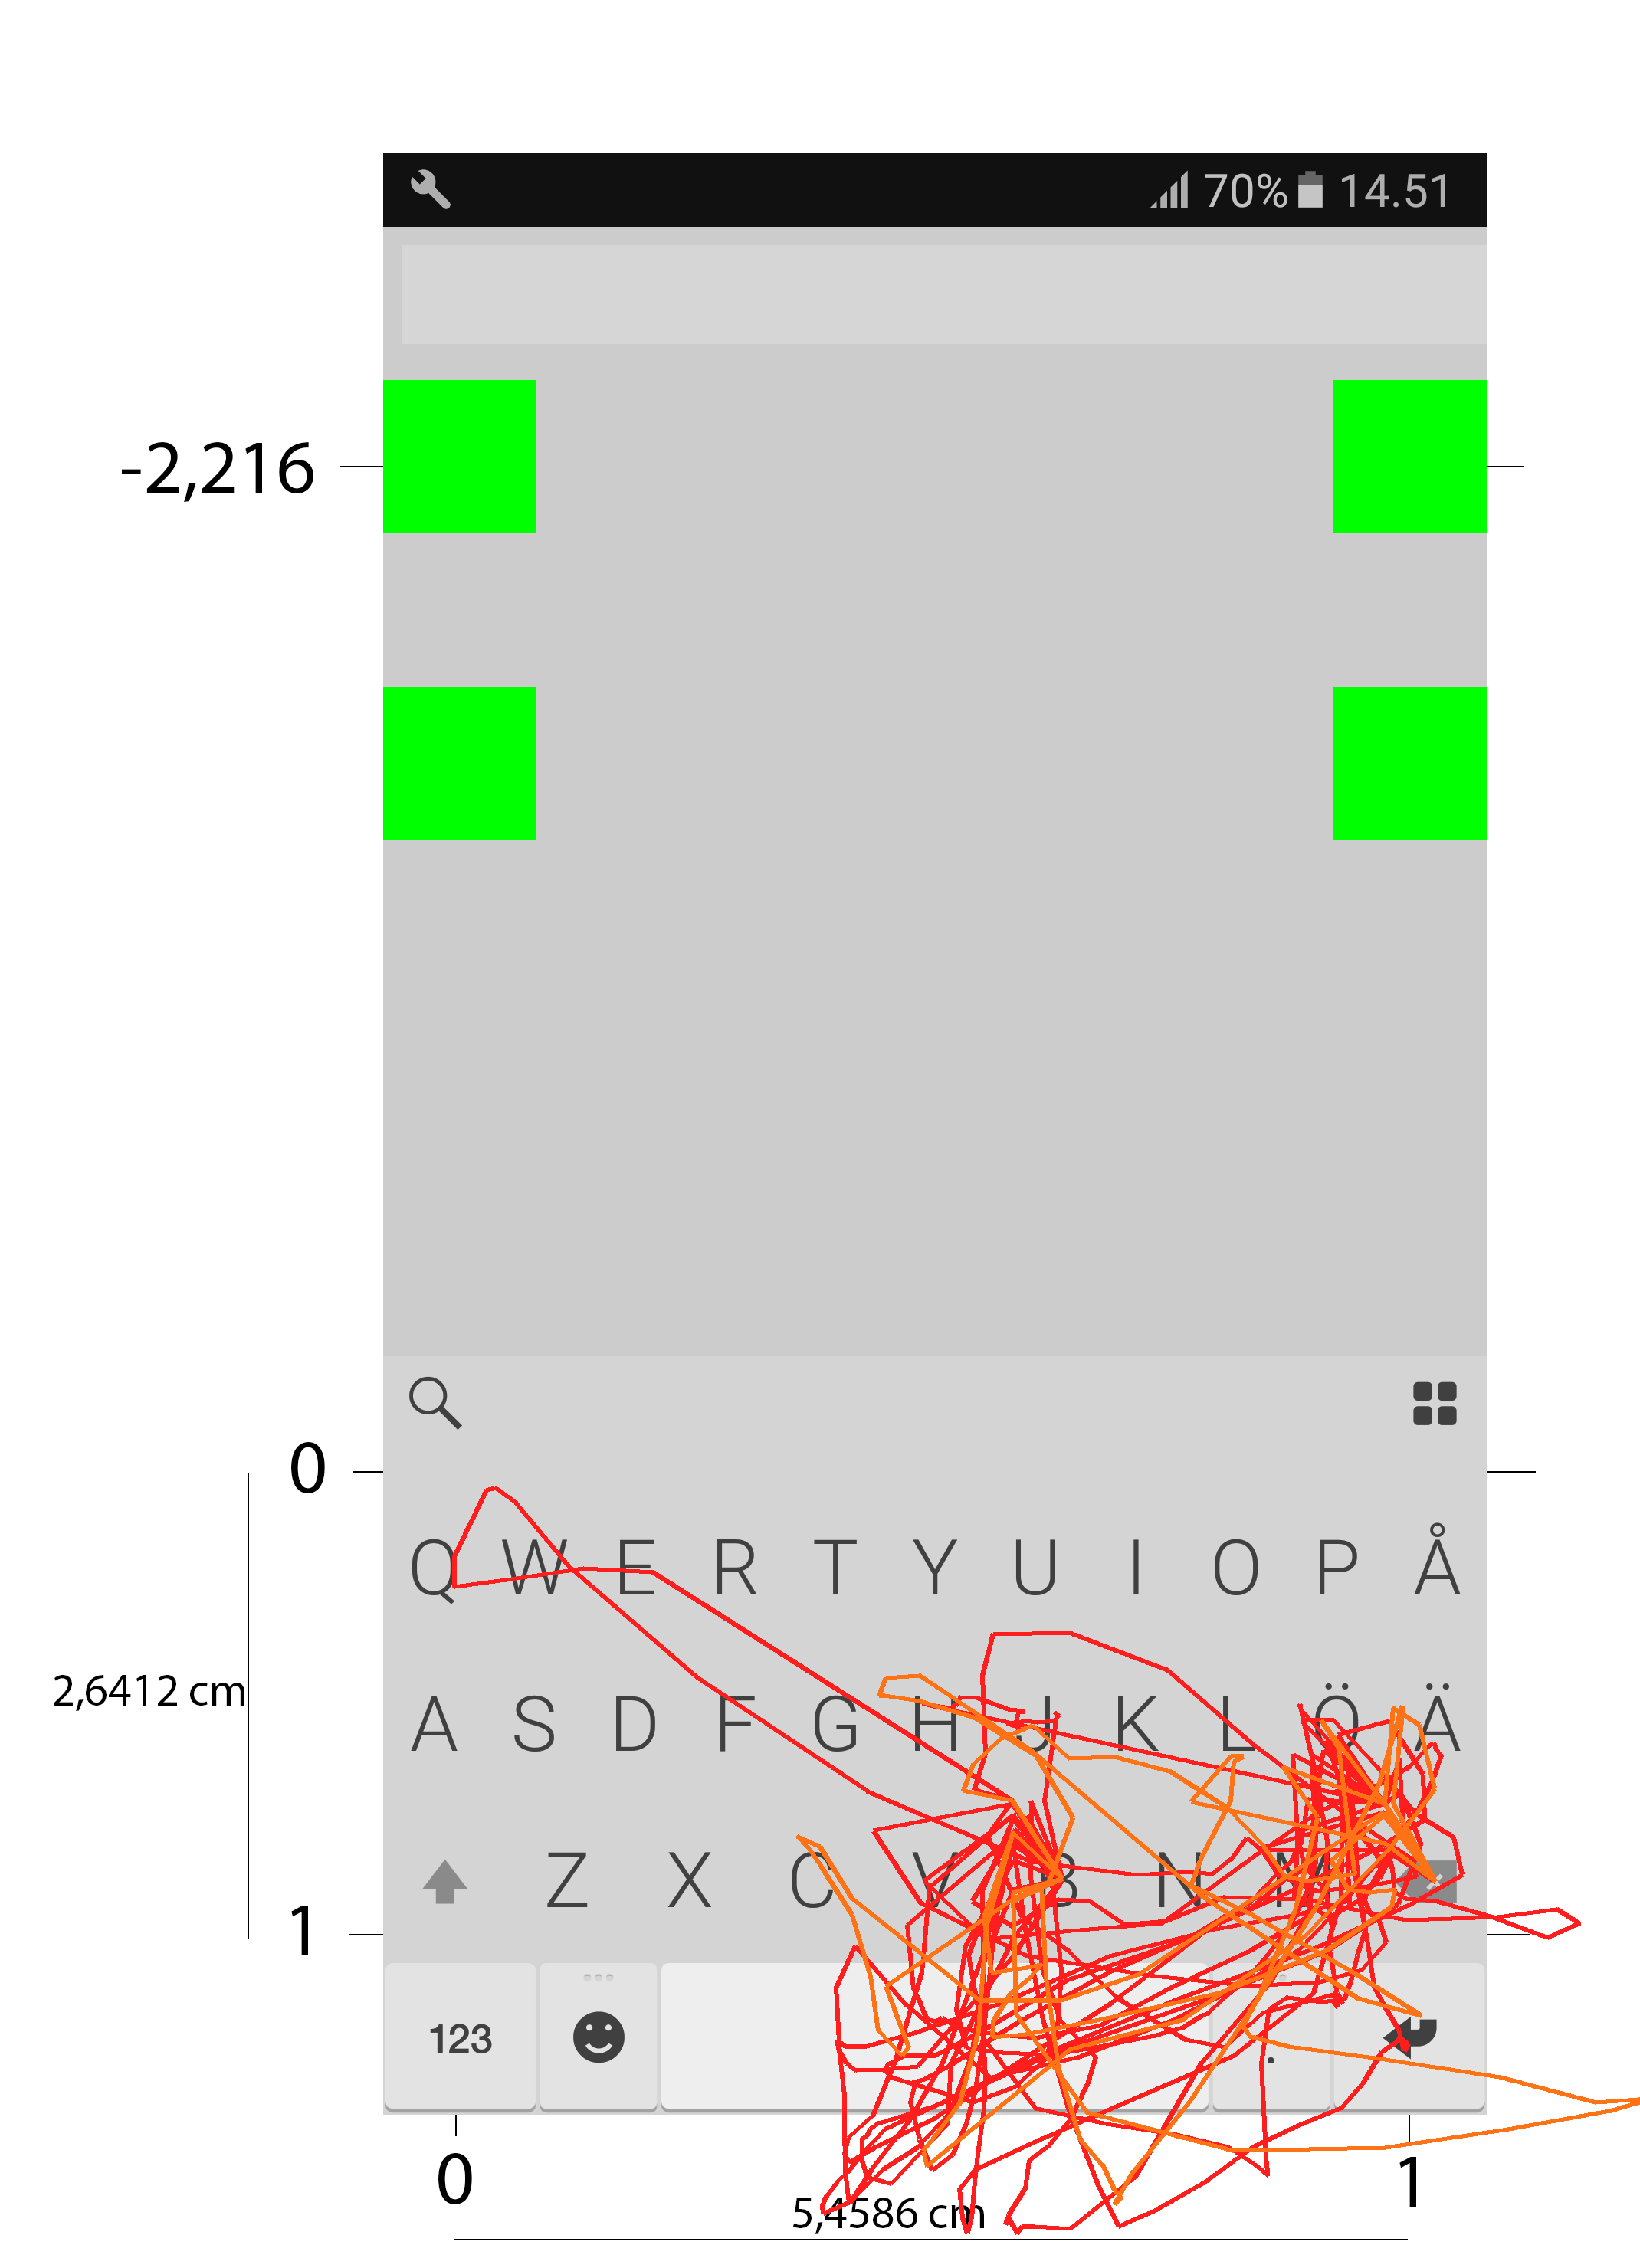 70% 14.51
-2,216
0
Q W E R T Y U I O P Å
2,6412 cm
A S D F G H J K L Ö Ä
Z X C V B N M
1
123 .
0 1
5,4586 cm